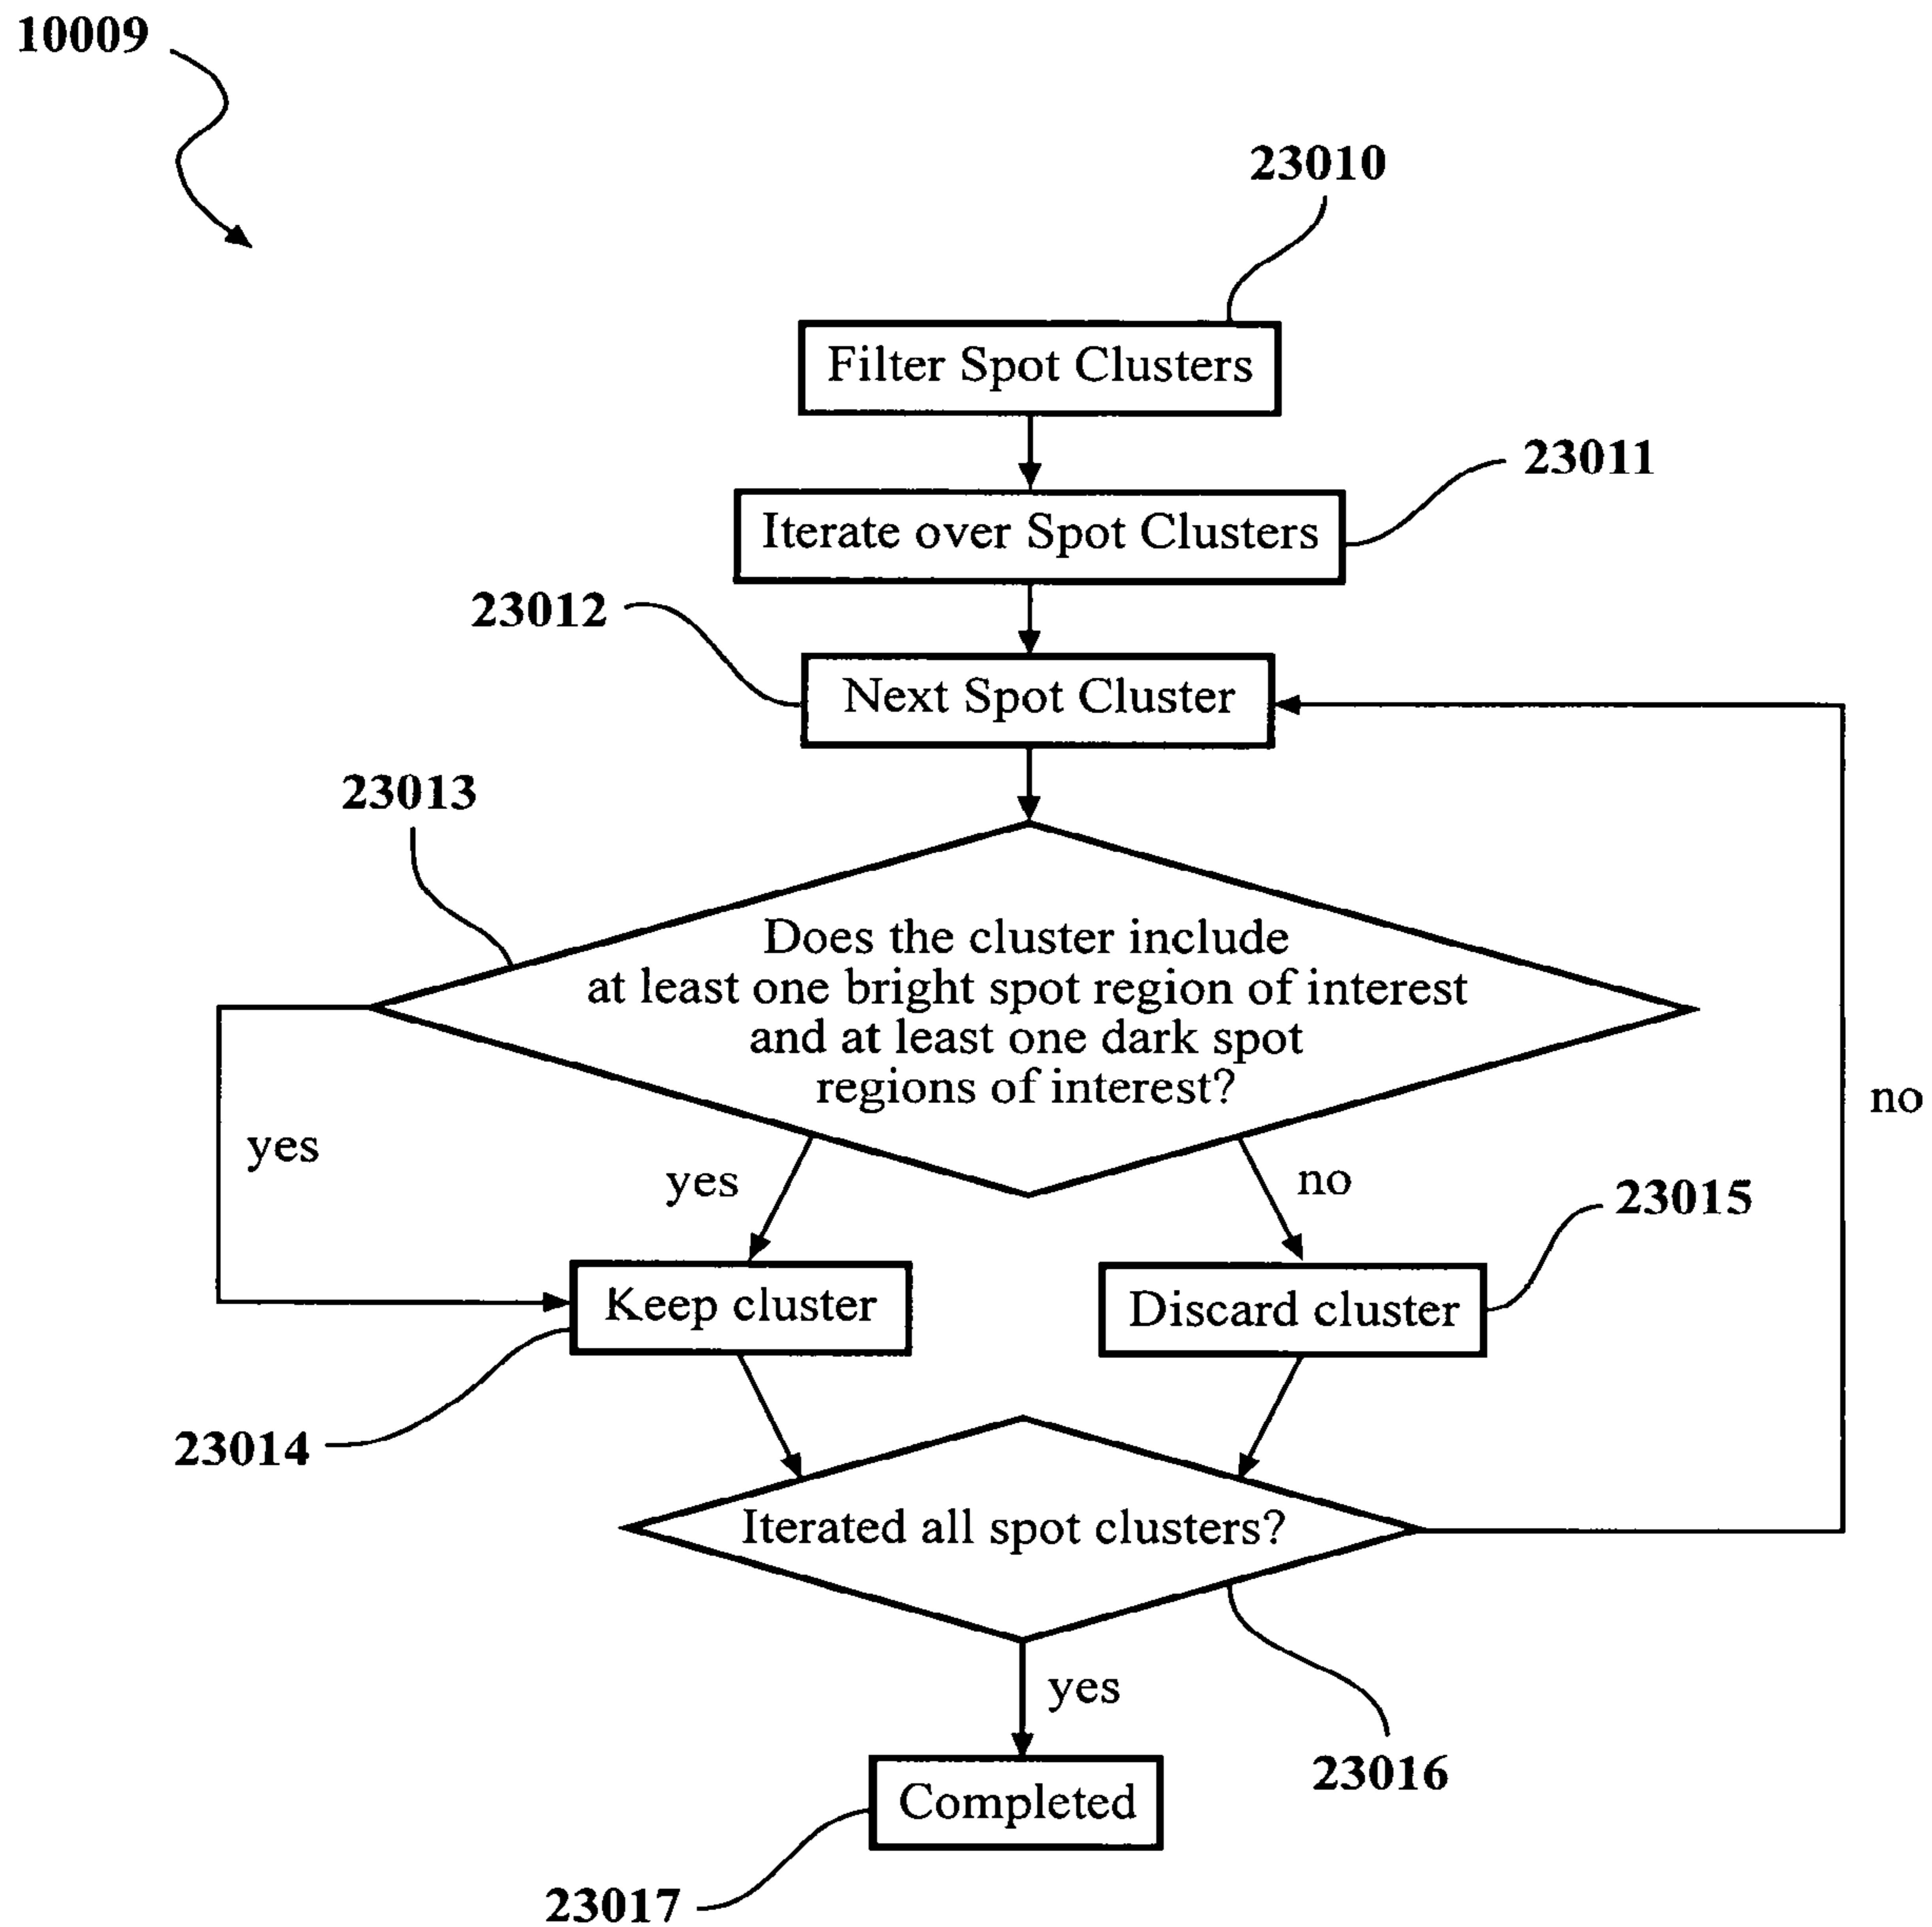 10009
23010
Filter Spot Clusters
23011
Iterate over Spot Clusters
23012
Next Spot Cluster
23013
Does the cluster include
at least one bright spot region of interest
and at least one dark spot
regions of interest?
no
yes
yes
no
23015
Keep cluster
Discard cluster
23014
Iterated all spot clusters?
yes
23016
Completed
23017